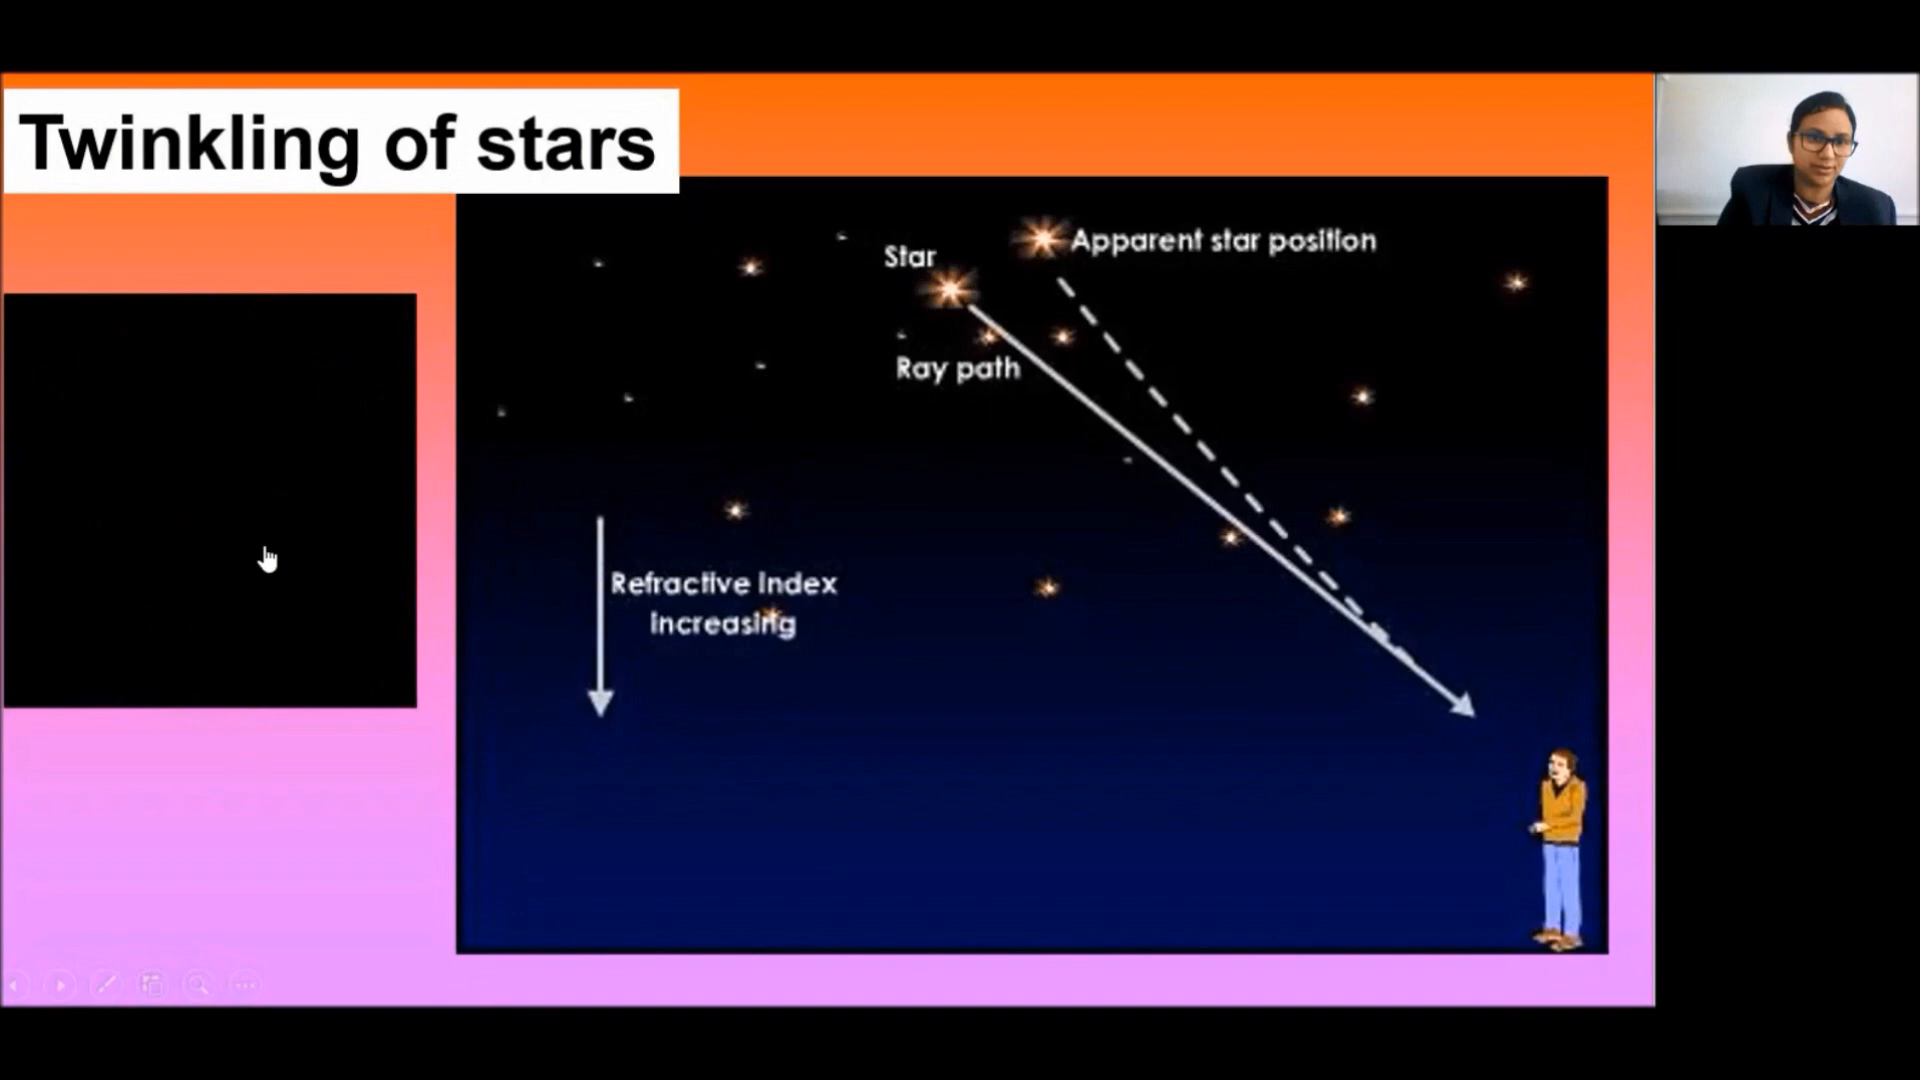 Twinkling of stars
Star
Apparent star position
Ray path
Refractive index
increasing